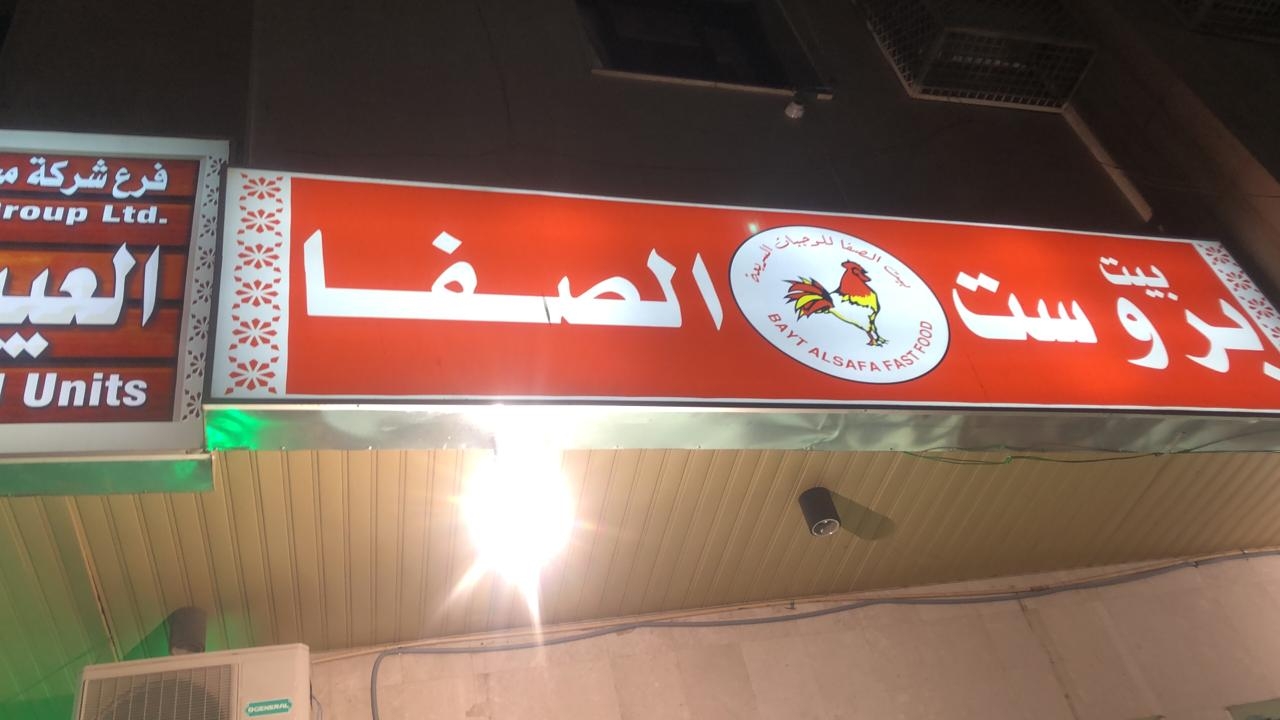 بيت
بروست
الصفا
بيت الصفا للوجبات السريعة
BAYT ALSAFA FAST FOOD
فرع شركة
Group Ltd.
Units
GENERAL